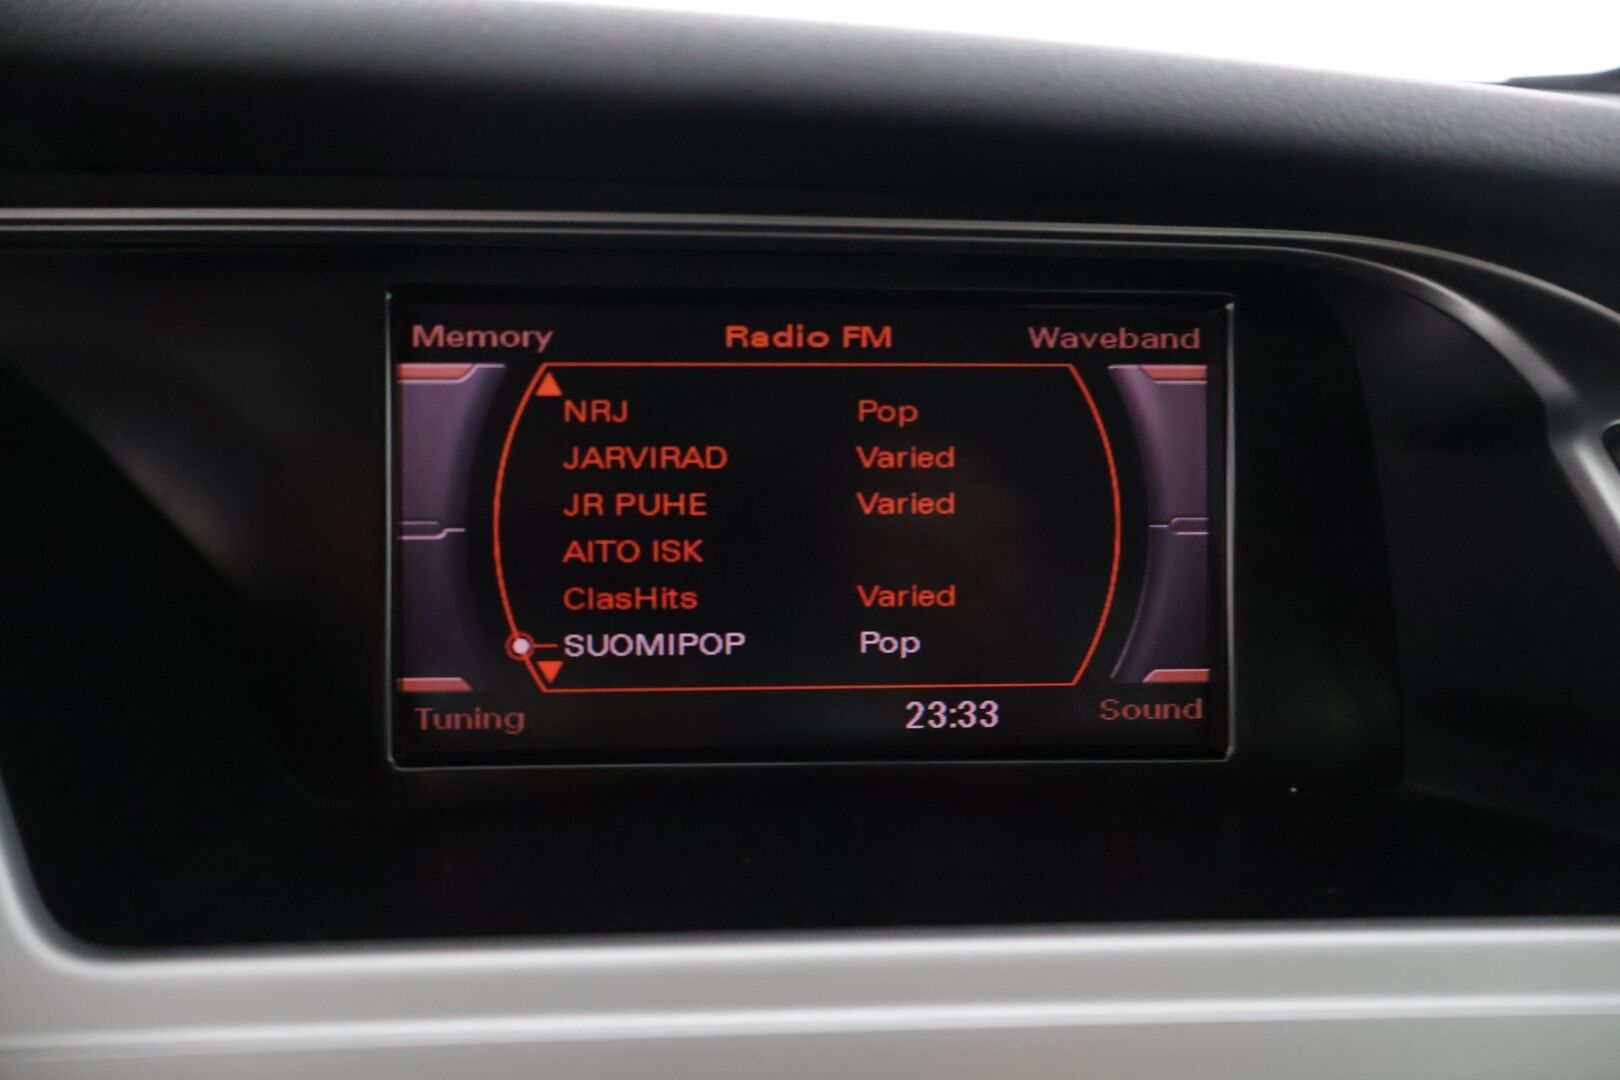 Memory Radio FM Waveband
NRJ Pop
JARVIRAD Varied
JR PUHE Varied
AITO ISK
ClasHits Varied
SUOMIPOP Pop
Tuning 23:33 Sound